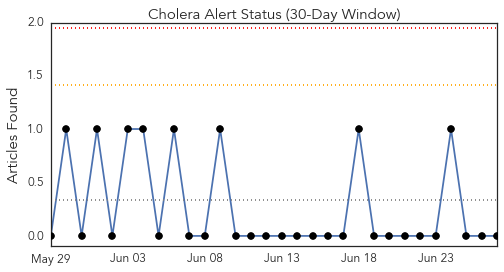 Cholera Alert Status (30-Day Window)
Articles Found
2.0
1.5
1.0
0.5
0.0
May 29 Jun 03 Jun 08 Jun 13 Jun 18 Jun 23